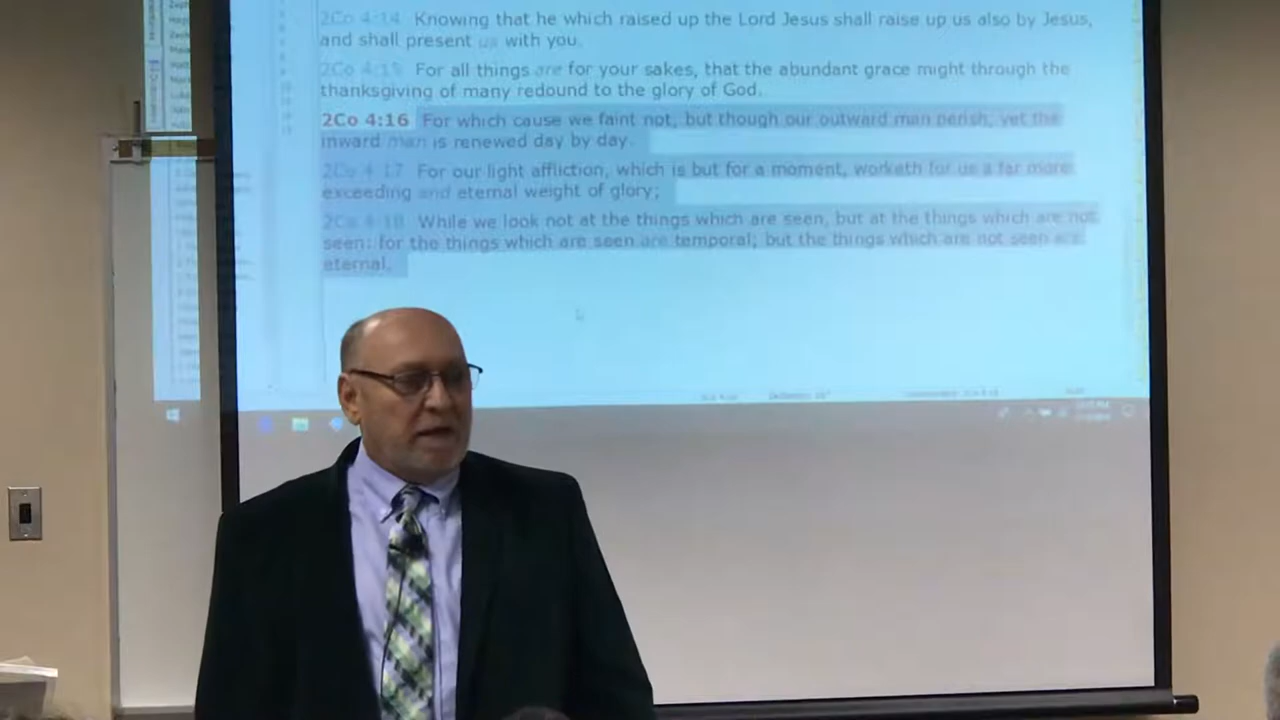 2Co 4:14 Knowing that he which raised up the Lord Jesus shall raise up us also by Jesus,
and shall present us with you.
2Co 4:15 For all things are for your sakes, that the abundant grace might through the
thanksgiving of many redound to the glory of God.
2Co 4:16 For which cause we faint not; but though our outward man perish, yet the
inward man is renewed day by day.
2Co 4:17 For our light affliction, which is but for a moment, worketh for us a far more
exceeding and eternal weight of glory;
2Co 4:18 While we look not at the things which are seen, but at the things which are not
seen: for the things which are seen are temporal; but the things which are not seen are
eternal.